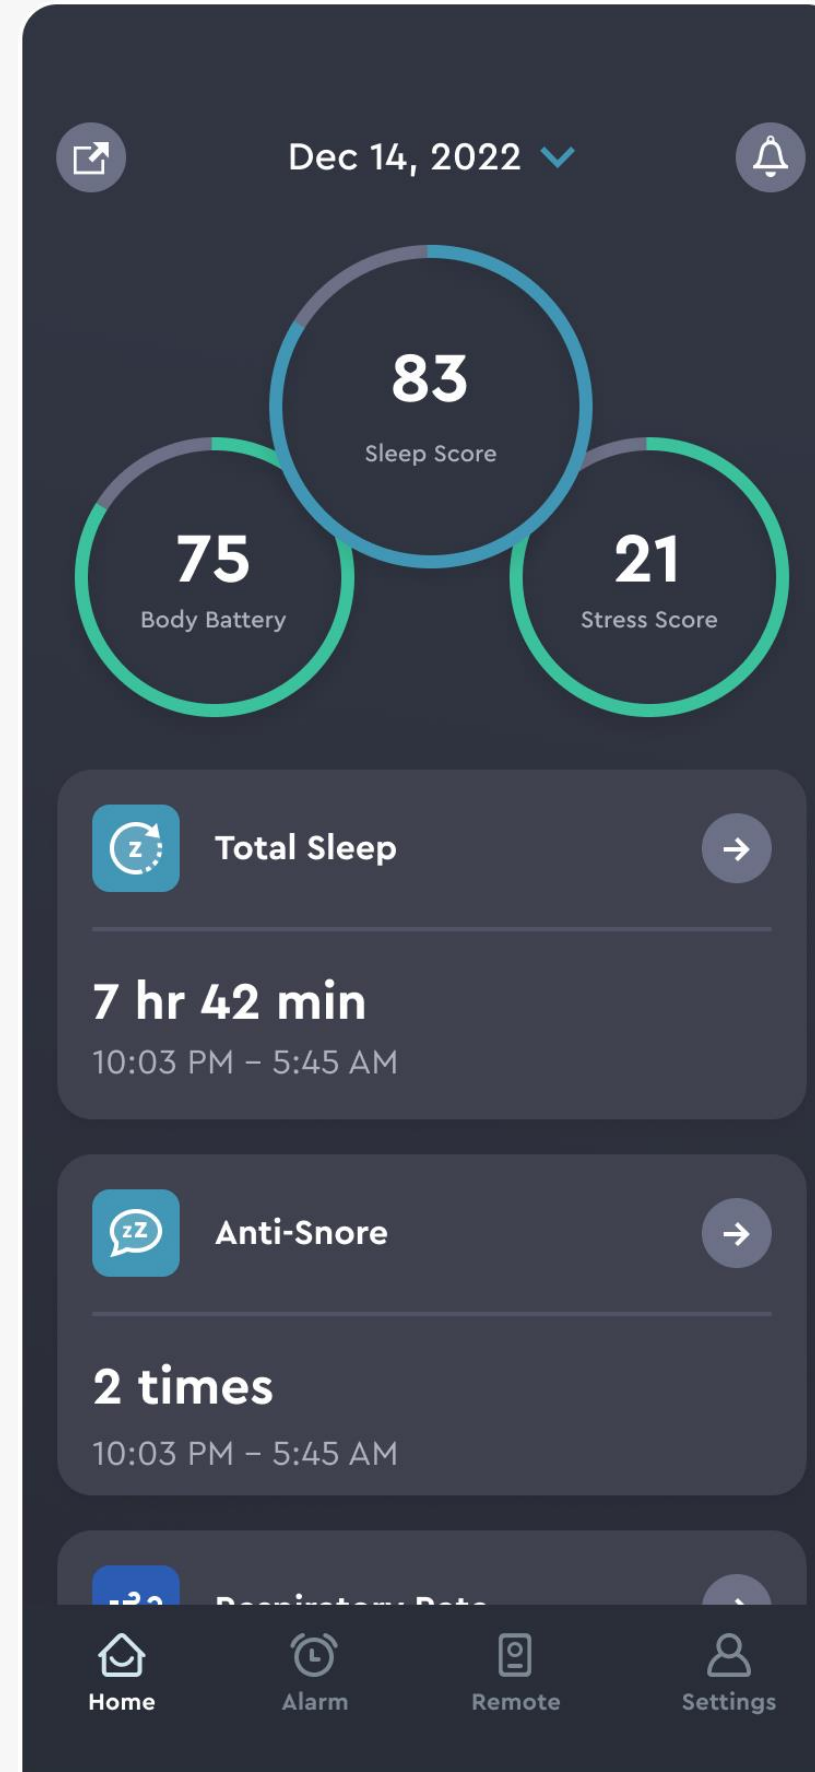 Dec 14, 2022
83
Sleep Score
75
Body Battery
21
Stress Score
Total Sleep
7 hr 42 min
10:03 PM – 5:45 AM
Anti-Snore
2 times
10:03 PM – 5:45 AM
Respiratory Rate
Home
Alarm
Remote
Settings